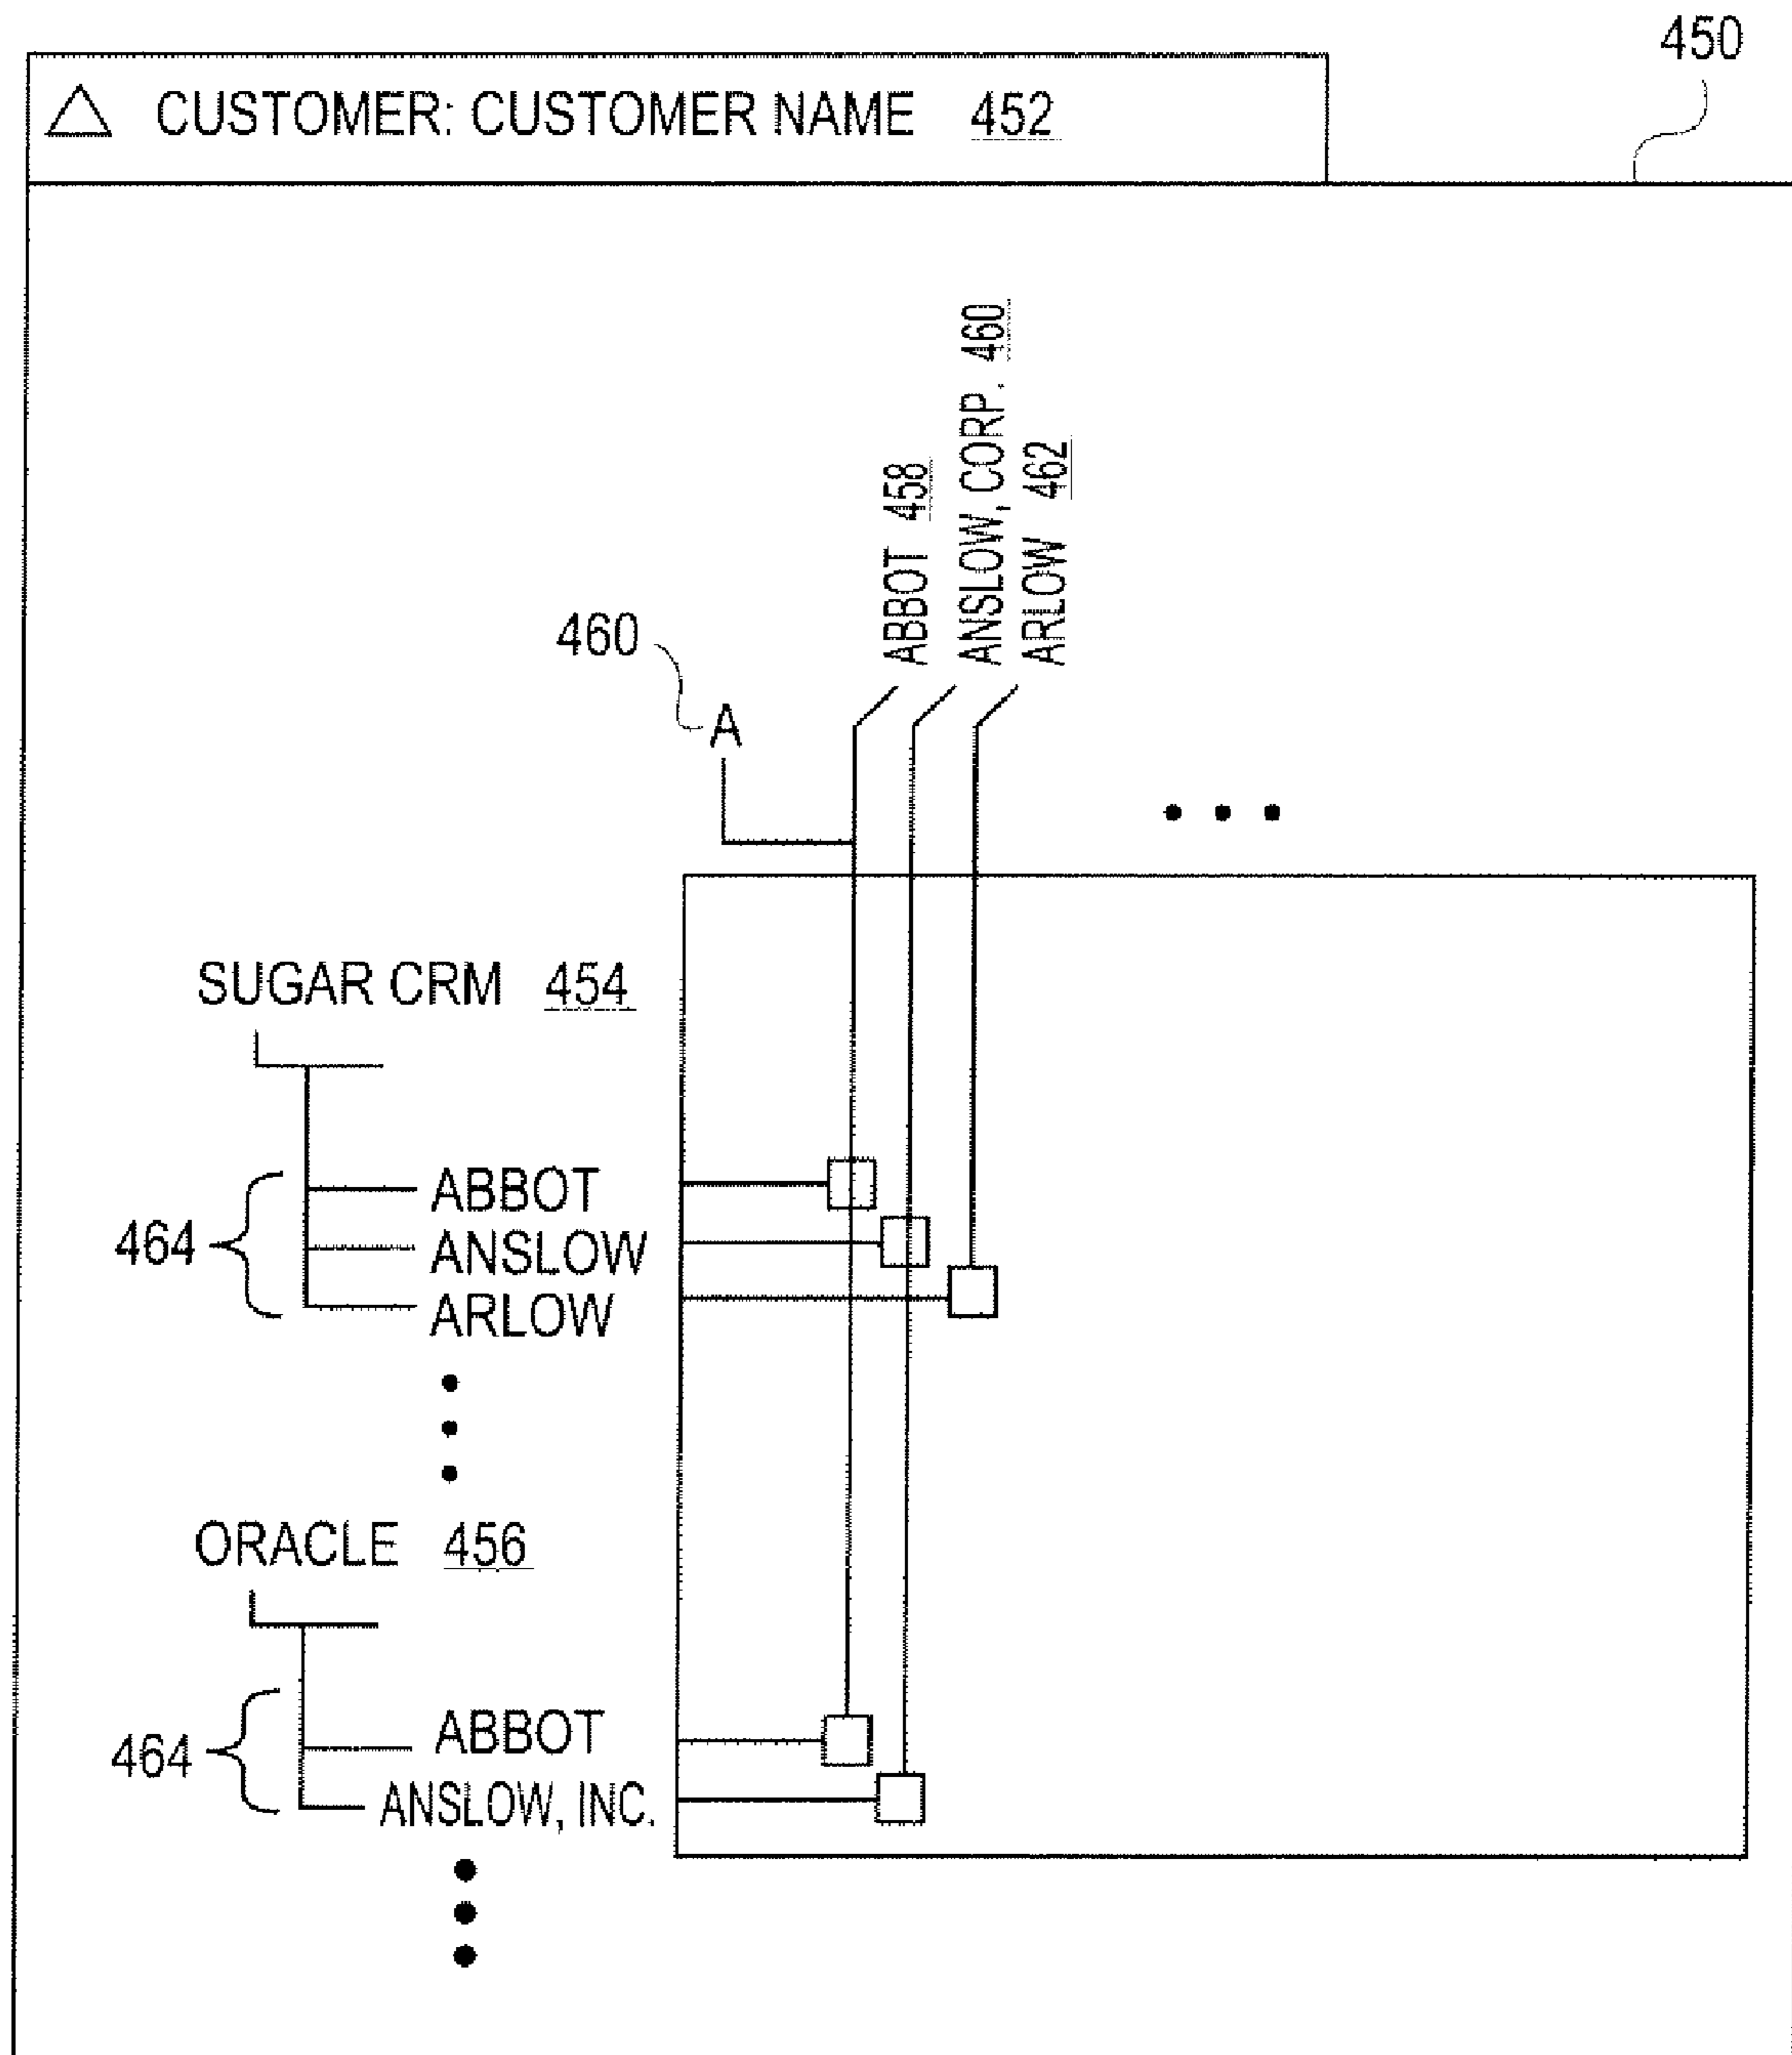 450
CUSTOMER: CUSTOMER NAME 452
ABBOT 458
ANSLOW, CORP. 460
ARLOW 462
460
A
SUGAR CRM 454
464
ABBOT
ANSLOW
ARLOW
ORACLE 456
464
ABBOT
ANSLOW, INC.